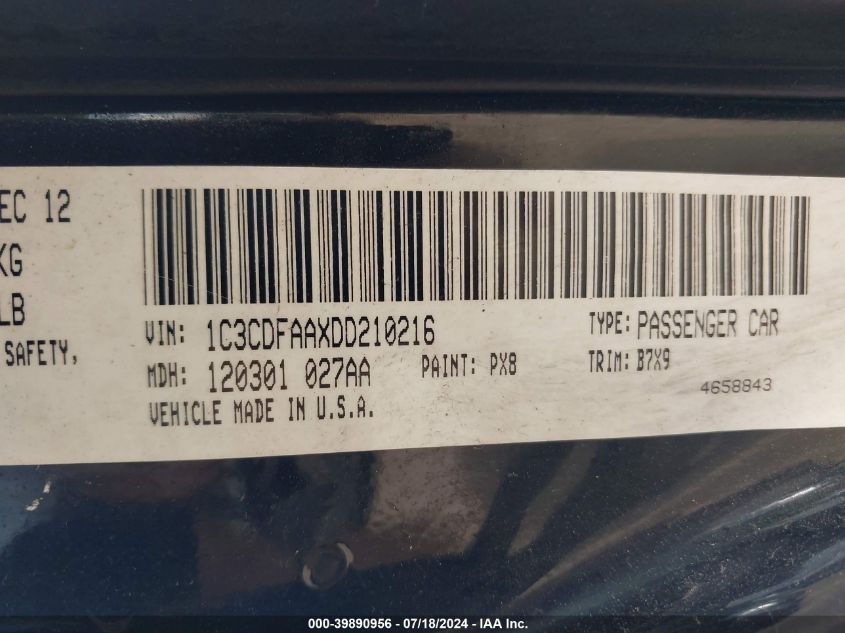 EC 12
KG
LB
SAFETY,
VIN: 1C3CDFAAXDD210216
TYPE: PASSENGER CAR
MDH: 120301 027AA
PAINT: PX8
TRIM: B7X9
VEHICLE MADE IN U.S.A.
4658843
000-39890956 - 07/18/2024 - IAA Inc.